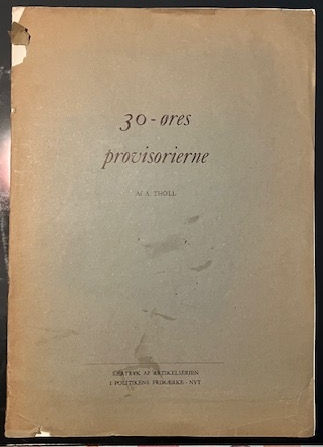 30-øres
provisorierne
AF A. THOLL
SÆRTRYK AF ARTIKELSERIEN
I POLITIKENS FRIMÆRKE-NYT